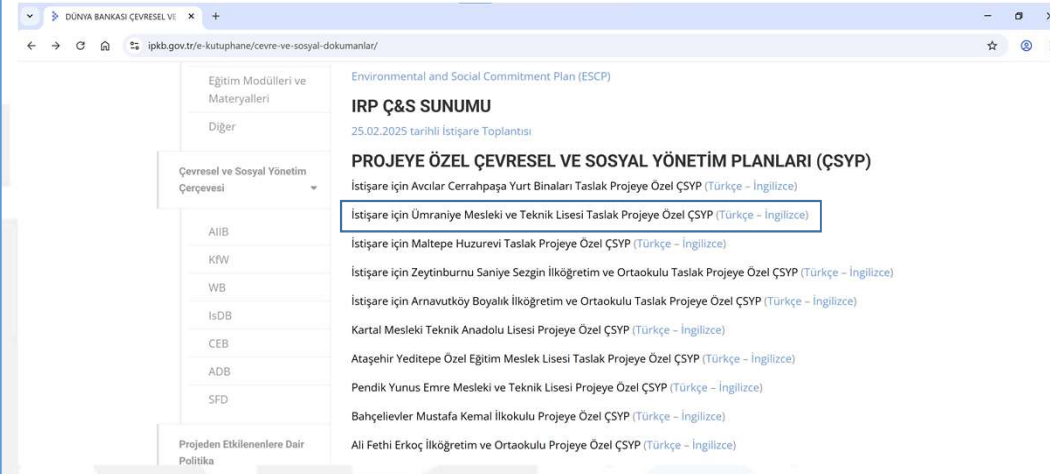 DÜNYA BANKASI ÇEVRESEL VE
ipkb.gov.tr/e-kutuphane/cevre-ve-sosyal-dokumanlar/
Eğitim Modülleri ve
Materyalleri
Diğer
Çevresel ve Sosyal Yönetim
Çerçevesi
AIIB
KfW
WB
IsDB
CEB
ADB
SFD
Projeden Etkilenenlere Dair
Politika
Environmental and Social Commitment Plan (ESCP)
IRP Ç&S SUNUMU
25.02.2025 tarihli İstişare Toplantısı
PROJEYE ÖZEL ÇEVRESEL VE SOSYAL YÖNETİM PLANLARI (ÇSYP)
İstişare için Avcılar Cerrahpaşa Yurt Binaları Taslak Projeye Özel ÇSYP (Türkçe – İngilizce)
İstişare için Ümraniye Mesleki ve Teknik Lisesi Taslak Projeye Özel ÇSYP (Türkçe – İngilizce)
İstişare için Maltepe Huzurevi Taslak Projeye Özel ÇSYP (Türkçe – İngilizce)
İstişare için Zeytinburnu Saniye Sezgin İlköğretim ve Ortaokulu Taslak Projeye Özel ÇSYP (Türkçe – İngilizce)
İstişare için Arnavutköy Boyalık İlköğretim ve Ortaokulu Taslak Projeye Özel ÇSYP (Türkçe – İngilizce)
Kartal Mesleki Teknik Anadolu Lisesi Projeye Özel ÇSYP (Türkçe – İngilizce)
Ataşehir Yeditepe Özel Eğitim Meslek Lisesi Taslak Projeye Özel ÇSYP (Türkçe – İngilizce)
Pendik Yunus Emre Mesleki ve Teknik Lisesi Projeye Özel ÇSYP (Türkçe – İngilizce)
Bahçelievler Mustafa Kemal İlkokulu Projeye Özel ÇSYP (Türkçe – İngilizce)
Ali Fethi Erkoç İlköğretim ve Ortaokulu Projeye Özel ÇSYP (Türkçe – İngilizce)